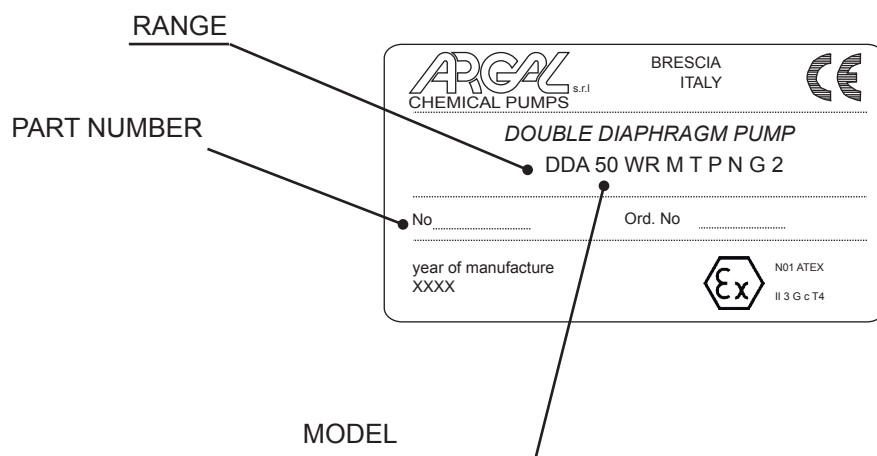 RANGE
PART NUMBER
ARGAL s.r.l
CHEMICAL PUMPS
BRESCIA
ITALY
CE
DOUBLE DIAPHRAGM PUMP
DDA 50 WR M T P N G 2
No
Ord. No
year of manufacture
XXXX
Ex
N01 ATEX
II 3 G c T4
MODEL